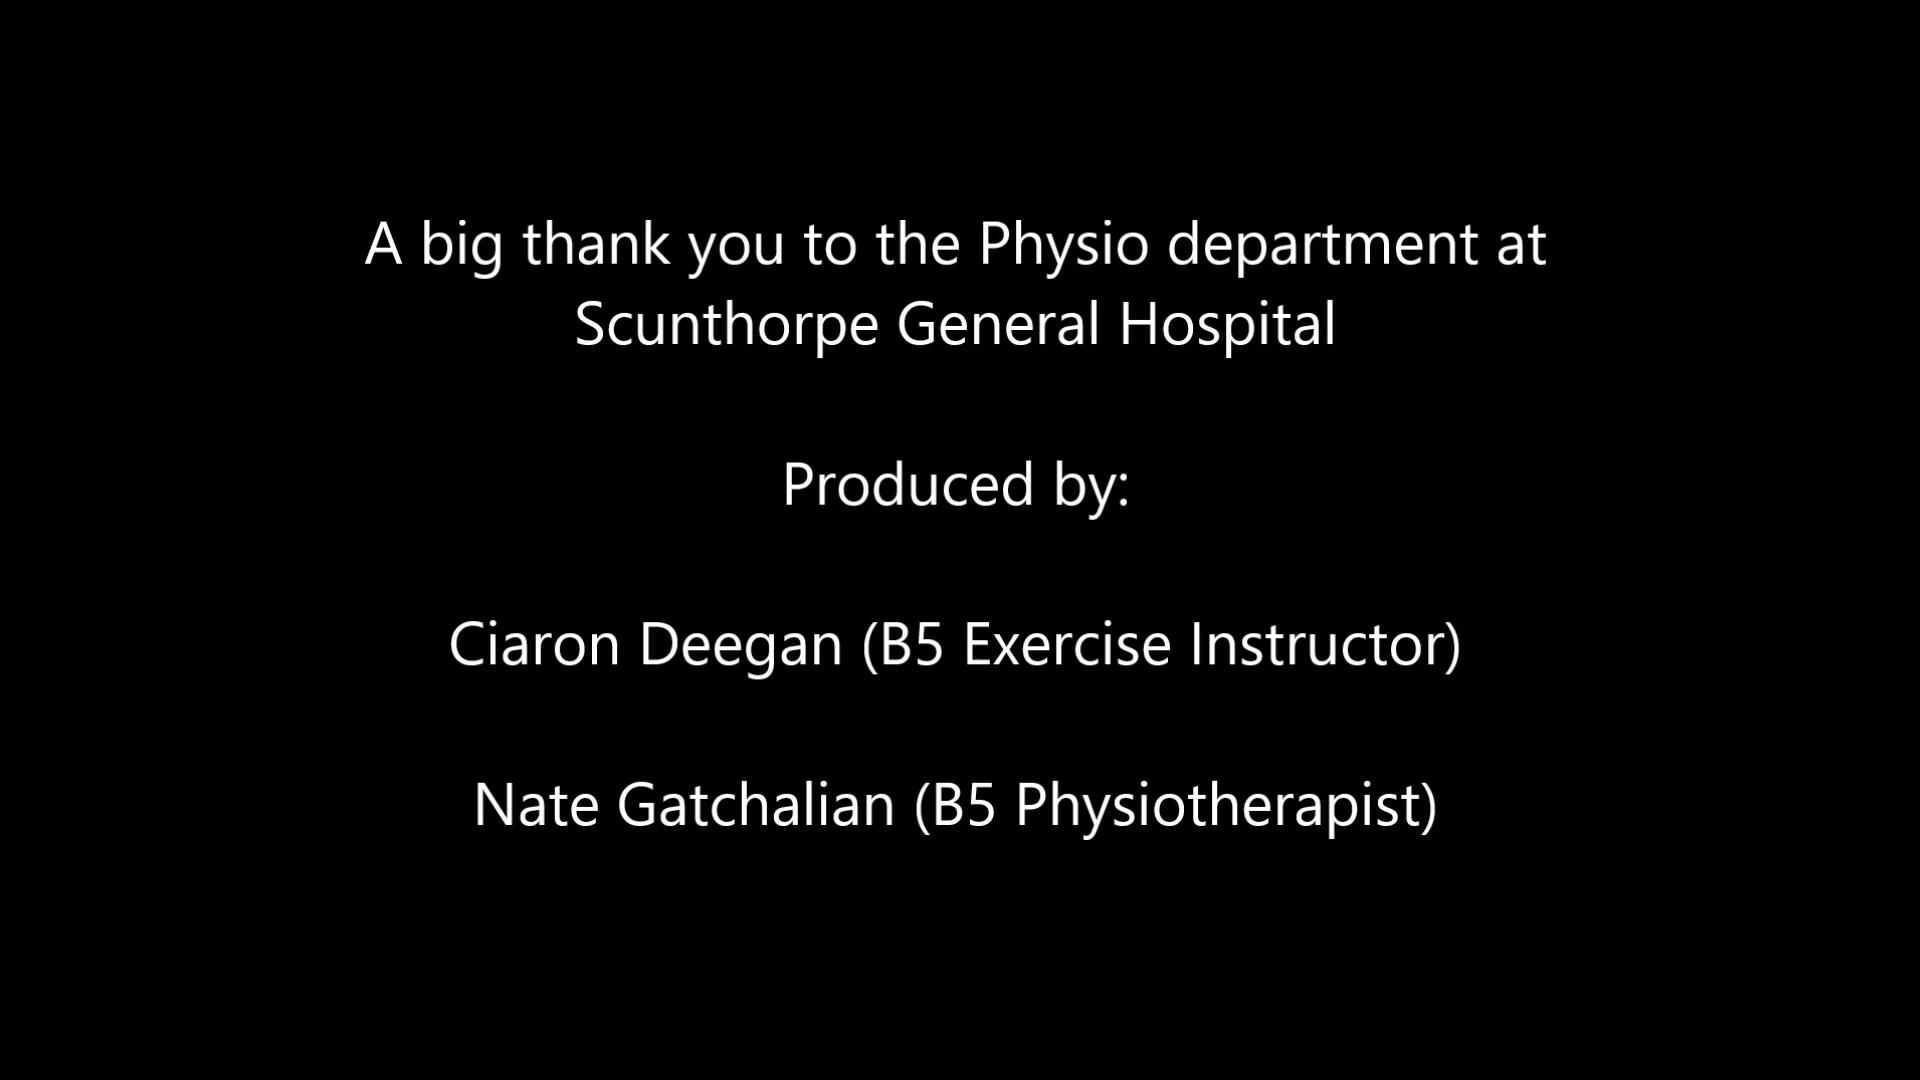 A big thank you to the Physio department at
Scunthorpe General Hospital
Produced by:
Ciaron Deegan (B5 Exercise Instructor)
Nate Gatchalian (B5 Physiotherapist)